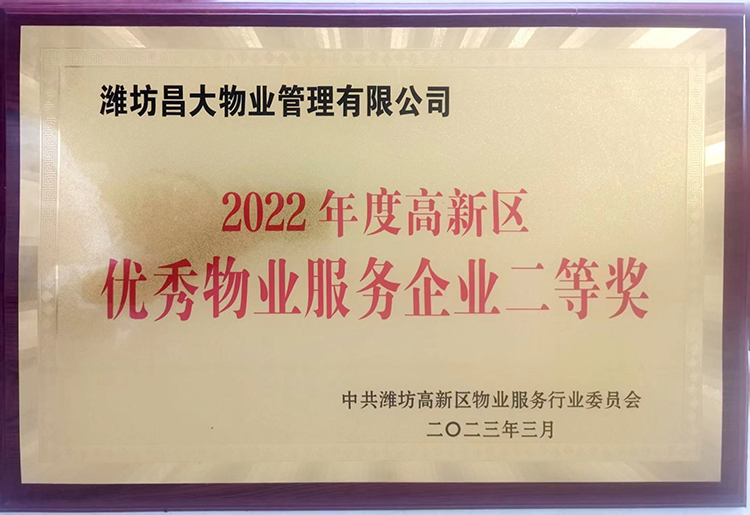 潍坊昌大物业管理有限公司
2022年度高新区
优秀物业服务企业二等奖
中共潍坊高新区物业服务行业委员会
二〇二三年三月